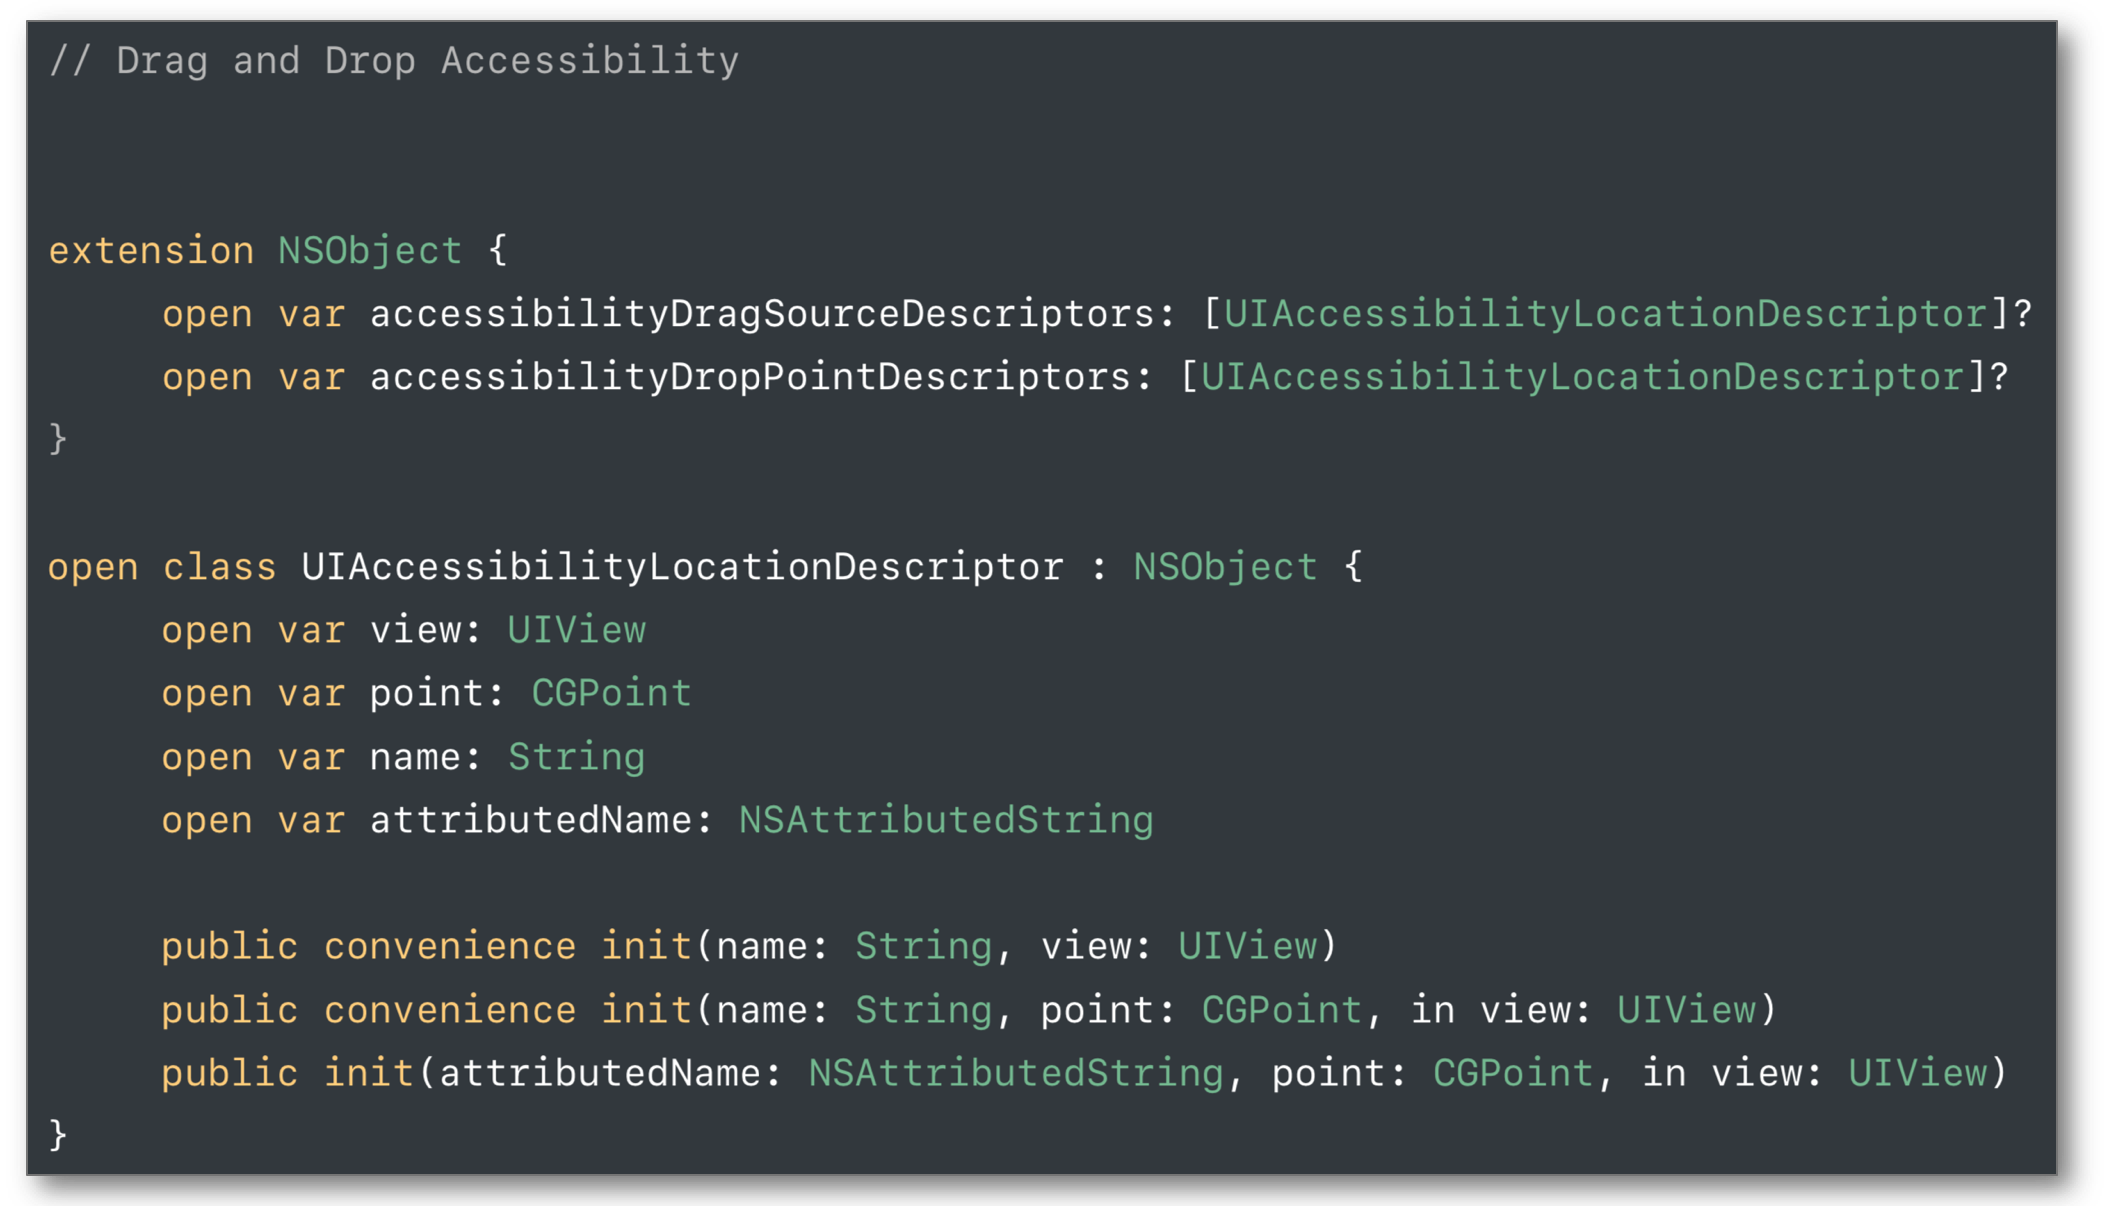 // Drag and Drop Accessibility
extension NSObject {
open var accessibilityDragSourceDescriptors: [UIAccessibilityLocationDescriptor]?
open var accessibilityDropPointDescriptors: [UIAccessibilityLocationDescriptor]?
}
open class UIAccessibilityLocationDescriptor : NSObject {
open var view: UIView
open var point: CGPoint
open var name: String
open var attributedName: NSAttributedString
public convenience init(name: String, view: UIView)
public convenience init(name: String, point: CGPoint, in view: UIView)
public init(attributedName: NSAttributedString, point: CGPoint, in view: UIView)
}